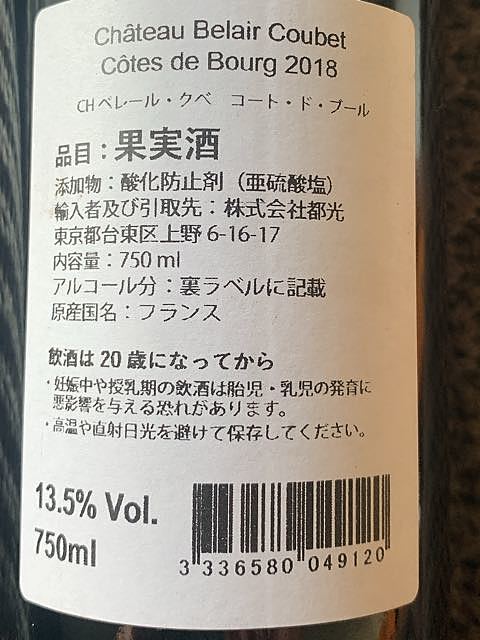 Château Belair Coubet
Côtes de Bourg 2018
CHベレール・クベ　コート・ド・ブール
品目：果実酒
添加物：酸化防止剤（亜硫酸塩）
輸入者及び引取先：株式会社都光
東京都台東区上野 6-16-17
内容量：750 ml
アルコール分：裏ラベルに記載
原産国名：フランス
飲酒は 20 歳になってから
・妊娠中や授乳期の飲酒は胎児・乳児の発育に
悪影響を与える恐れがあります。
・高温や直射日光を避けて保存してください。
13.5% Vol.
750ml
3 336580 049120